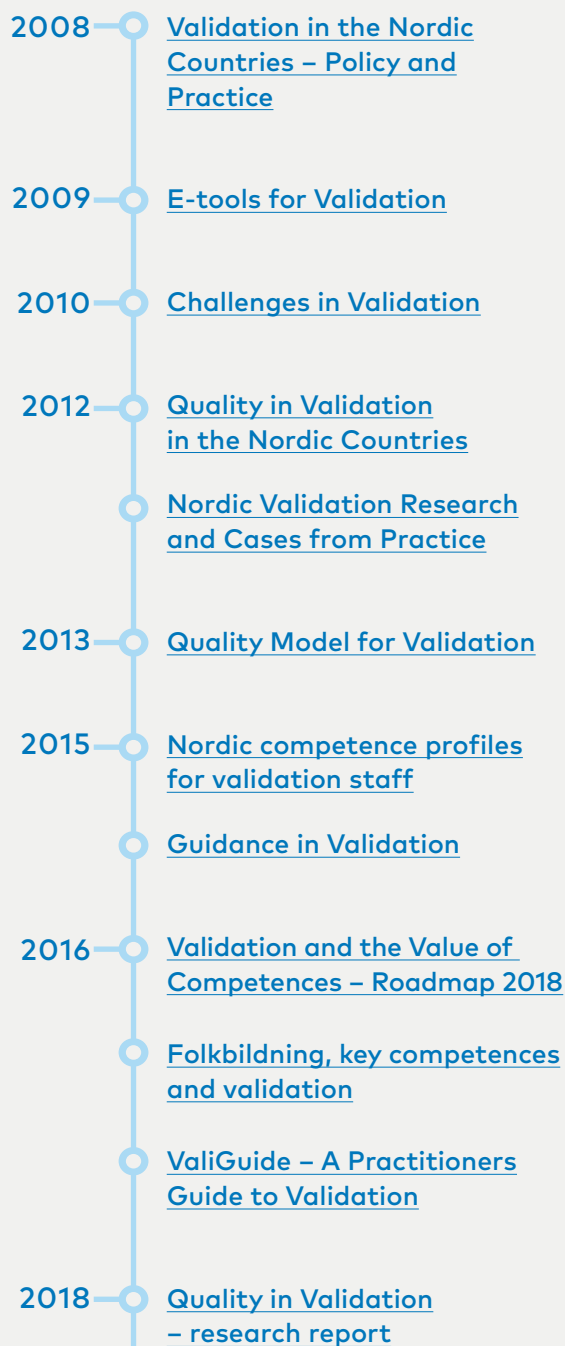 2008
Validation in the Nordic
Countries – Policy and
Practice
2009
E-tools for Validation
2010
Challenges in Validation
2012
Quality in Validation
in the Nordic Countries
Nordic Validation Research
and Cases from Practice
2013
Quality Model for Validation
2015
Nordic competence profiles
for validation staff
Guidance in Validation
2016
Validation and the Value of
Competences – Roadmap 2018
Folkbildning, key competences
and validation
ValiGuide – A Practitioners
Guide to Validation
2018
Quality in Validation
– research report